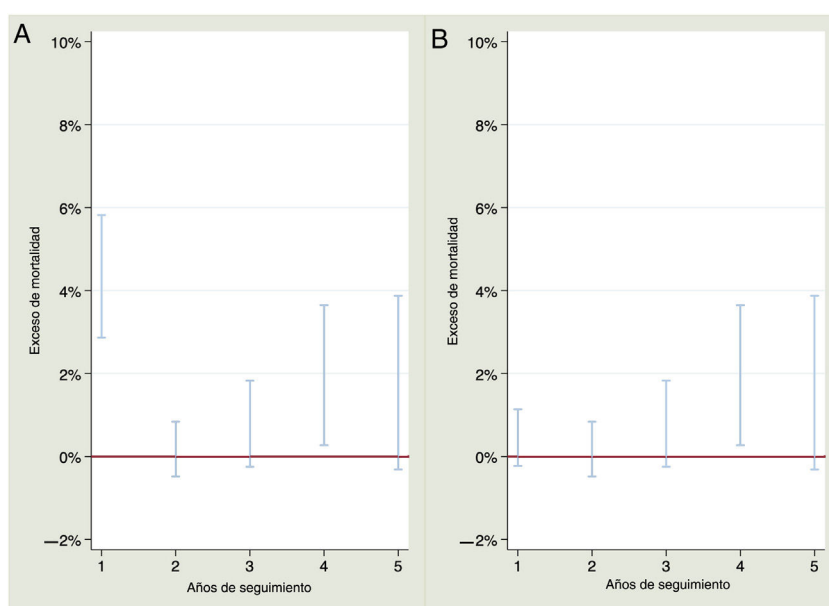 A
10%
8%
6%
4%
2%
0%
—2%
Exceso de mortalidad
1 2 3 4 5
Años de seguimiento
B
10%
8%
6%
4%
2%
0%
—2%
Exceso de mortalidad
1 2 3 4 5
Años de seguimiento